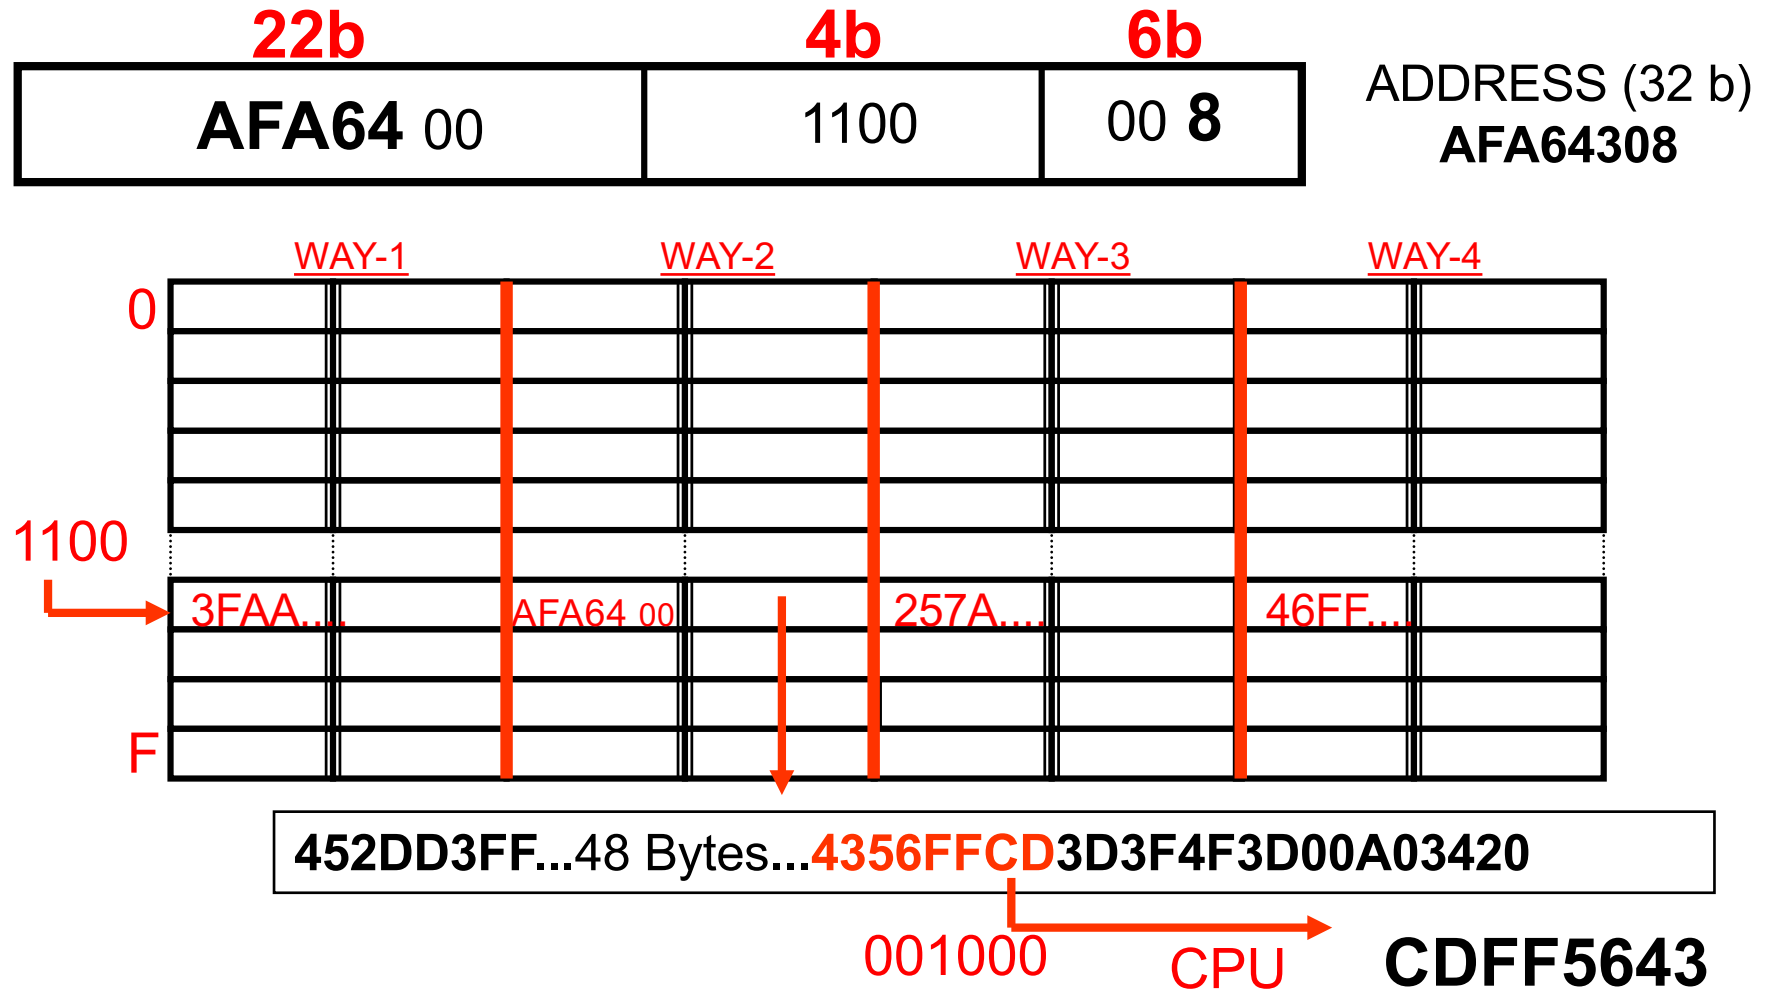 22b 4b 6b
AFA64 00 1100 00 8
ADDRESS (32 b)
AFA64308
WAY-1 WAY-2 WAY-3 WAY-4
0
1100
3FAA.... AFA64 00 257A.... 46FF....
F
452DD3FF...48 Bytes...4356FFCD3D3F4F3D00A03420
001000 CPU CDFF5643